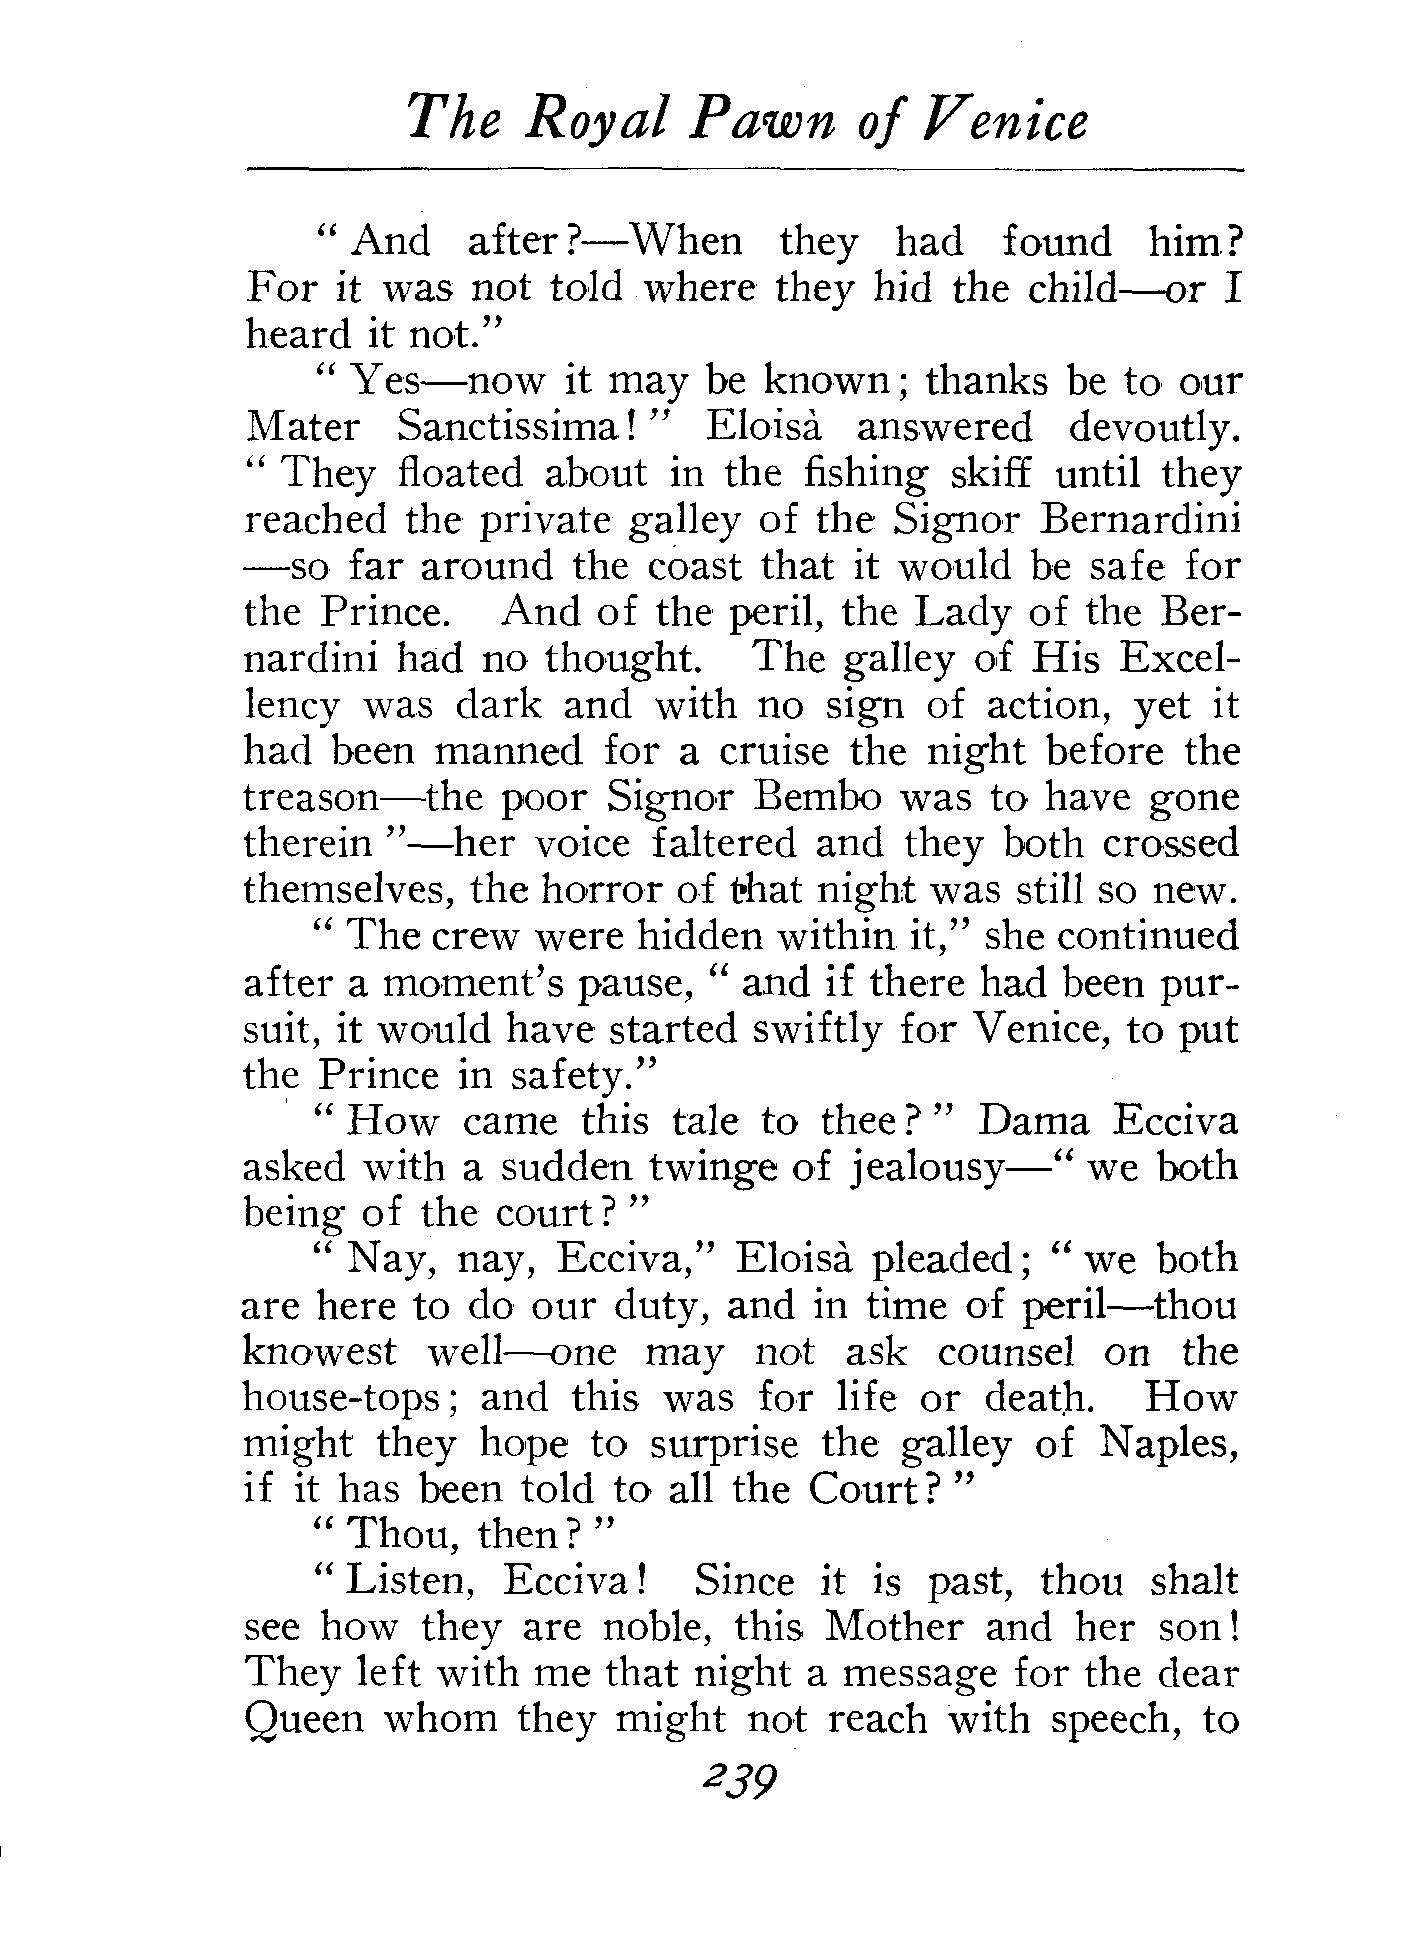 The Royal Pawn of Venice
“ And after ?—When they had found him?
For it was not told where they hid the child—or I
heard it not.”
“ Yes—now it may be known ; thanks be to our
Mater Sanctissima ! ” Eloisà answered devoutly.
“ They floated about in the fishing skiff until they
reached the private galley of the Signor Bernardini
—so far around the coast that it would be safe for
the Prince. And of the peril, the Lady of the Ber-
nardini had no thought. The galley of His Excel-
lency was dark and with no sign of action, yet it
had been manned for a cruise the night before the
treason—the poor Signor Bembo was to have gone
therein ”—her voice faltered and they both crossed
themselves, the horror of that night was still so new.
“ The crew were hidden within it,” she continued
after a moment’s pause, “ and if there had been pur-
suit, it would have started swiftly for Venice, to put
the Prince in safety.”
“ How came this tale to thee ? ” Dama Ecciva
asked with a sudden twinge of jealousy—“ we both
being of the court ? ”
“ Nay, nay, Ecciva,” Eloisà pleaded ; “ we both
are here to do our duty, and in time of peril—thou
knowest well—one may not ask counsel on the
house-tops ; and this was for life or death. How
might they hope to surprise the galley of Naples,
if it has been told to all the Court ? ”
“ Thou, then ? ”
“ Listen, Ecciva ! Since it is past, thou shalt
see how they are noble, this Mother and her son !
They left with me that night a message for the dear
Queen whom they might not reach with speech, to
239